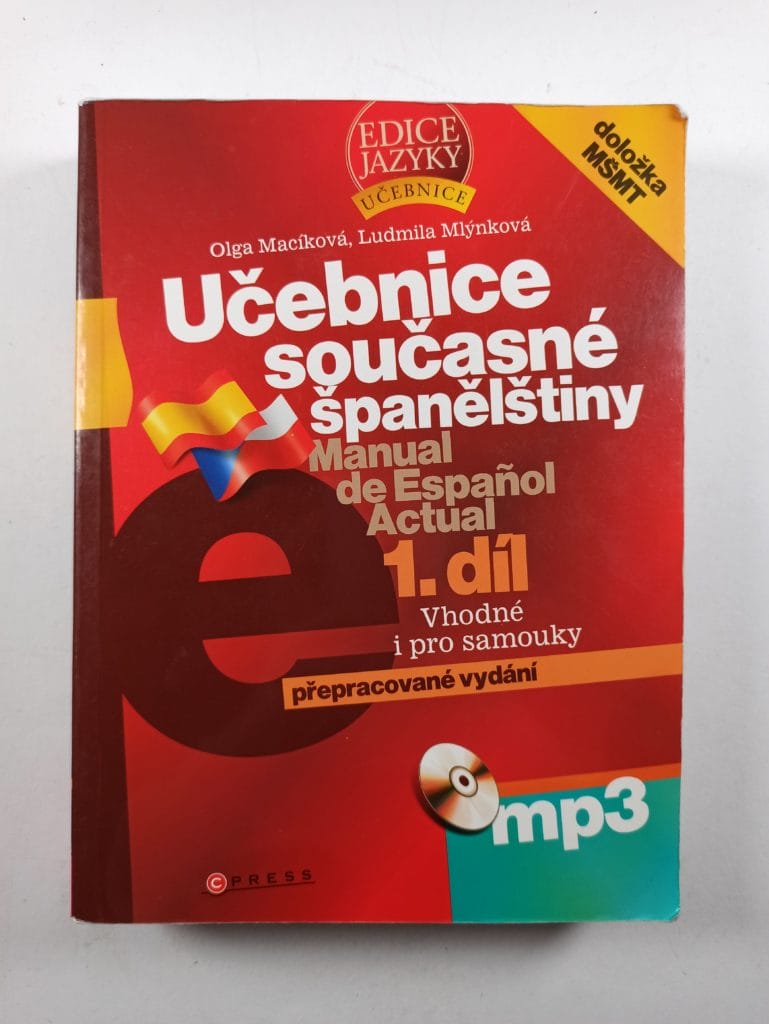 EDICE
JAZYKY
UČEBNICE
doložka
MŠMT
Olga Macíková, Ludmila Mlýnková
Učebnice
současné
španělštiny
Manual
de Español
Actual
1. díl
Vhodné
i pro samouky
přepracované vydání
mp3
CPRESS